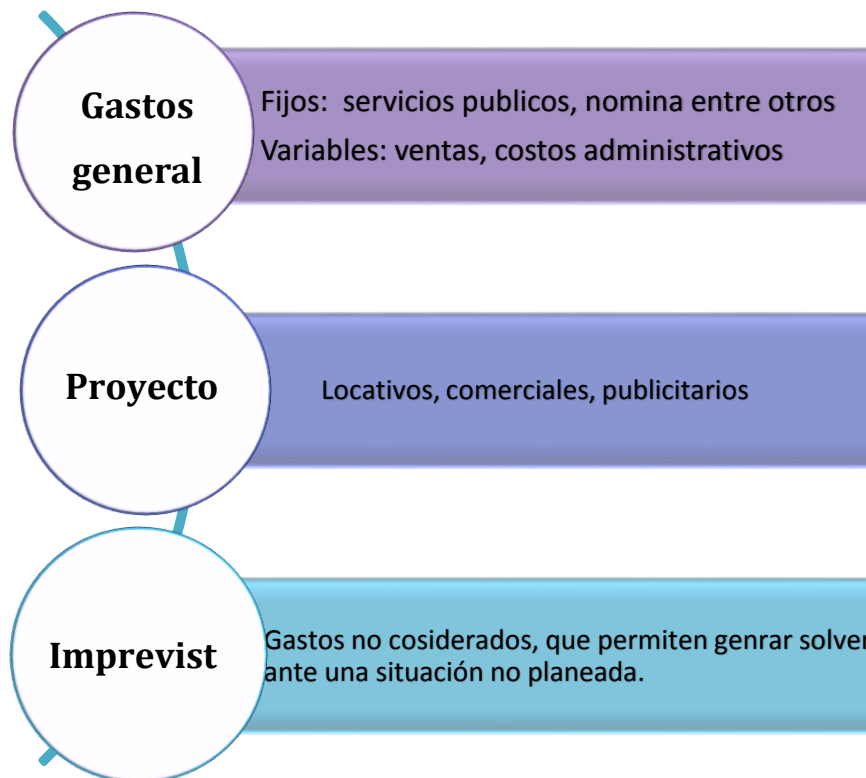 Gastos
general
Fijos: servicios publicos, nomina entre otros
Variables: ventas, costos administrativos
Proyecto
Locativos, comerciales, publicitarios
Imprevist
Gastos no cosiderados, que permiten genrar solver
ante una situación no planeada.